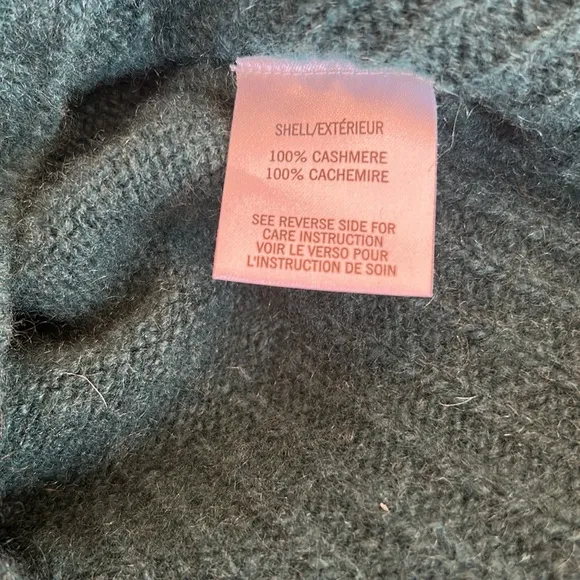 SHELL/EXTÉRIEUR
100% CASHMERE
100% CACHEMIRE
SEE REVERSE SIDE FOR
CARE INSTRUCTION
VOIR LE VERSO POUR
L'INSTRUCTION DE SOIN